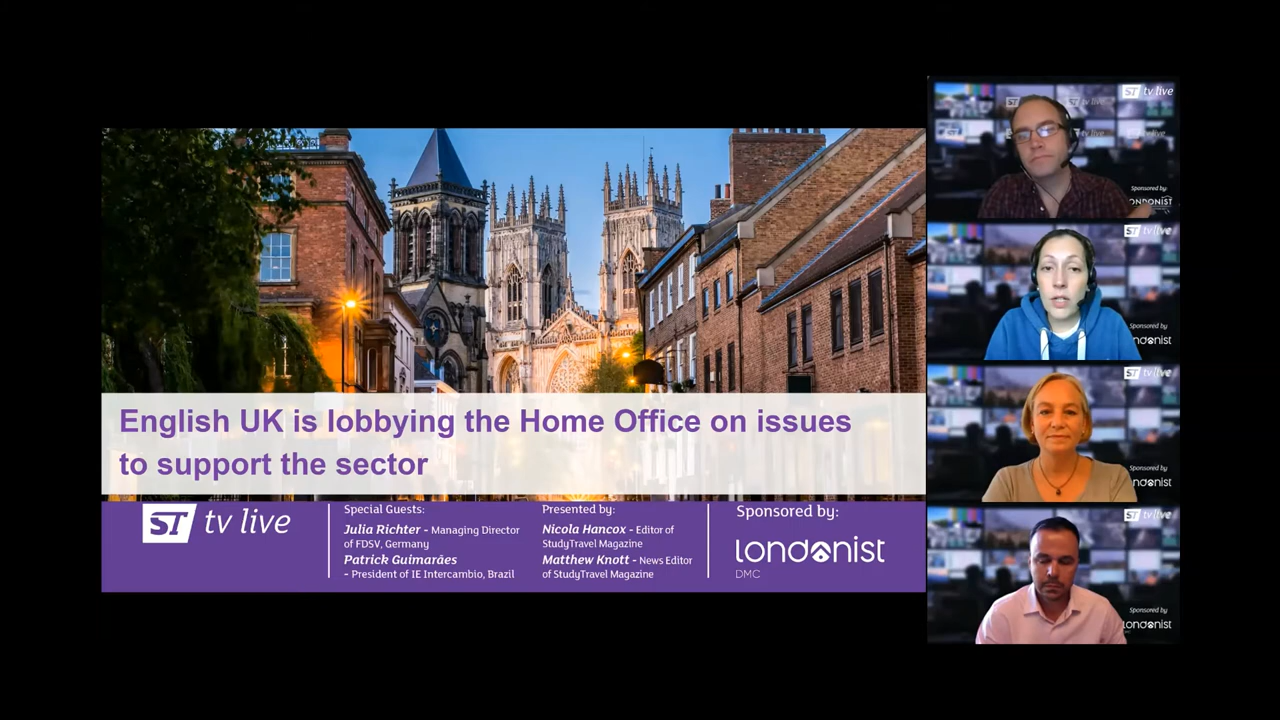 English UK is lobbying the Home Office on issues
to support the sector
ST tv live
Special Guests:
Julia Richter - Managing Director
of FDSV, Germany
Patrick Guimarães
- President of IE Intercambio, Brazil
Presented by:
Nicola Hancox - Editor of
StudyTravel Magazine
Matthew Knott - News Editor
of StudyTravel Magazine
Sponsored by:
Londonist
DMC
ST tv live
Sponsored by:
ST tv live
Sponsored by
ST tv live
Sponsored by:
ST tv live
Sponsored by
londonist